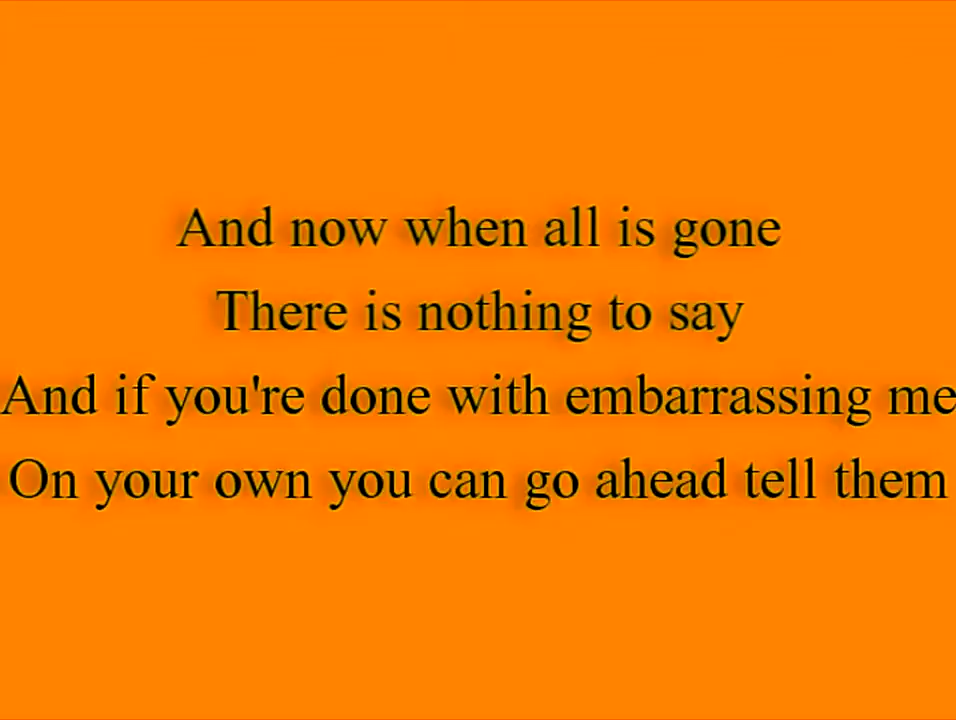 And now when all is gone
There is nothing to say
And if you're done with embarrassing me
On your own you can go ahead tell them